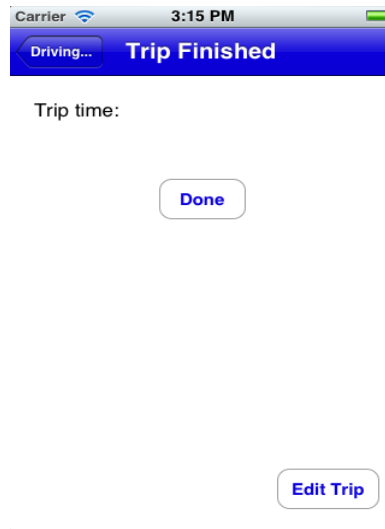 Carrier 3:15 PM
Driving... Trip Finished
Trip time:
Done
Edit Trip